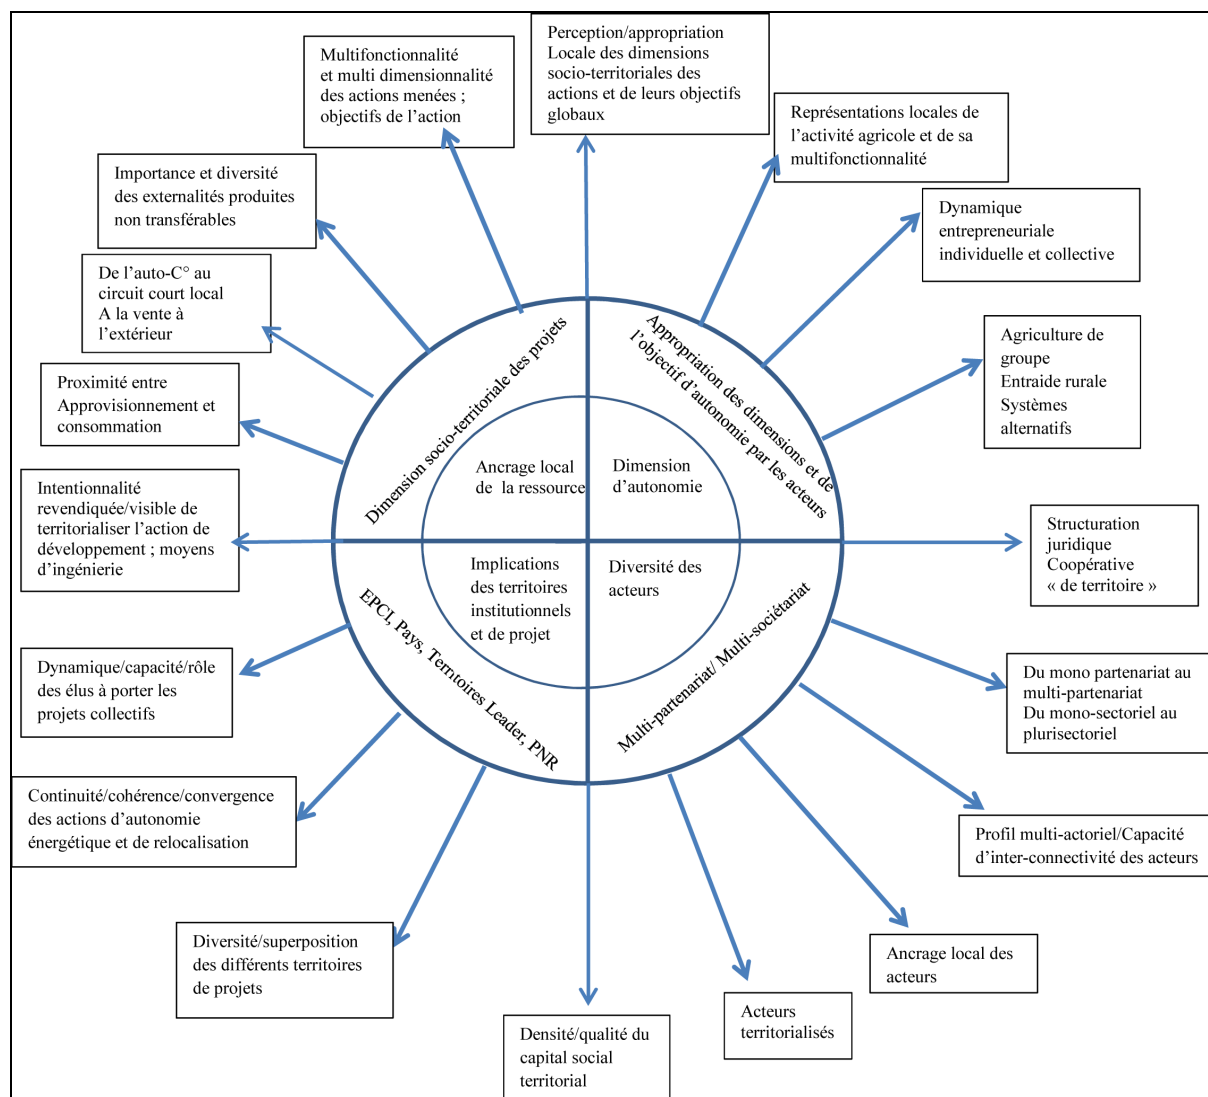 Perception/appropriation
Locale des dimensions
socio-territoriales des
actions et de leurs objectifs
globaux
Multifonctionnalité
et multi dimensionnalité
des actions menées ;
objectifs de l'action
Représentations locales de
l'activité agricole et de sa
multifonctionnalité
Importance et diversité
des externalités produites
non transférables
Dynamique
entrepreneuriale
individuelle et collective
De l'auto-C° au
circuit court local
A la vente à
l'extérieur
Agriculture de
groupe
Entraide rurale
Systèmes
alternatifs
Proximité entre
Approvisionnement et
consommation
Dimension socio-territoriale des projets
Appropriation des dimensions et de
l'objectif d'autonomie par les acteurs
Ancrage local
de la ressource
Dimension
d'autonomie
Intentionnalité
revendiquée/visible de
territorialiser l'action de
développement ; moyens
d'ingénierie
Structuration
juridique
Coopérative
« de territoire »
Implications
des territoires
institutionnels
et de projet
Diversité des
acteurs
EPCI, Pays, Terntoires Leader, PNR
Multi-partenariat/ Multi-sociétariat
Dynamique/capacité/rôle
des élus à porter les
projets collectifs
Du mono partenariat au
multi-partenariat
Du mono-sectoriel au
plurisectoriel
Continuité/cohérence/convergence
des actions d'autonomie
énergétique et de relocalisation
Profil multi-actoriel/Capacité
d'inter-connectivité des acteurs
Diversité/superposition
des différents territoires
de projets
Ancrage local des
acteurs
Acteurs
territorialisés
Densité/qualité du
capital social
territorial